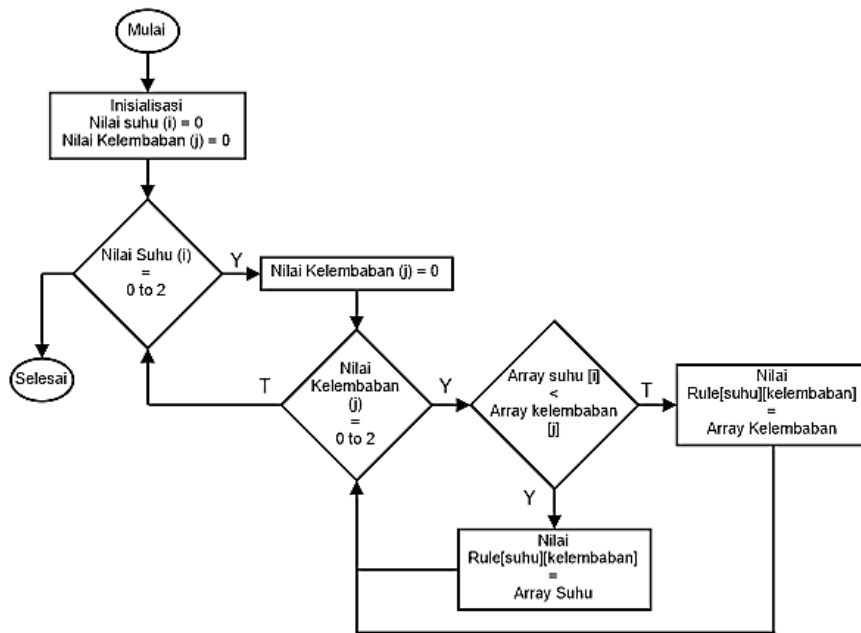 Mulai
Inisialisasi
Nilai suhu (i) = 0
Nilai Kelembaban (j) = 0
Nilai Suhu (i)
=
0 to 2
Y
Nilai Kelembaban (j) = 0
Selesai
T
Nilai
Kelembaban
(j)
=
0 to 2
Y
Array suhu [i]
<
Array kelembaban
[j]
T
Nilai
Rule[suhu][kelembaban]
=
Array Kelembaban
Y
Nilai
Rule[suhu][kelembaban]
=
Array Suhu